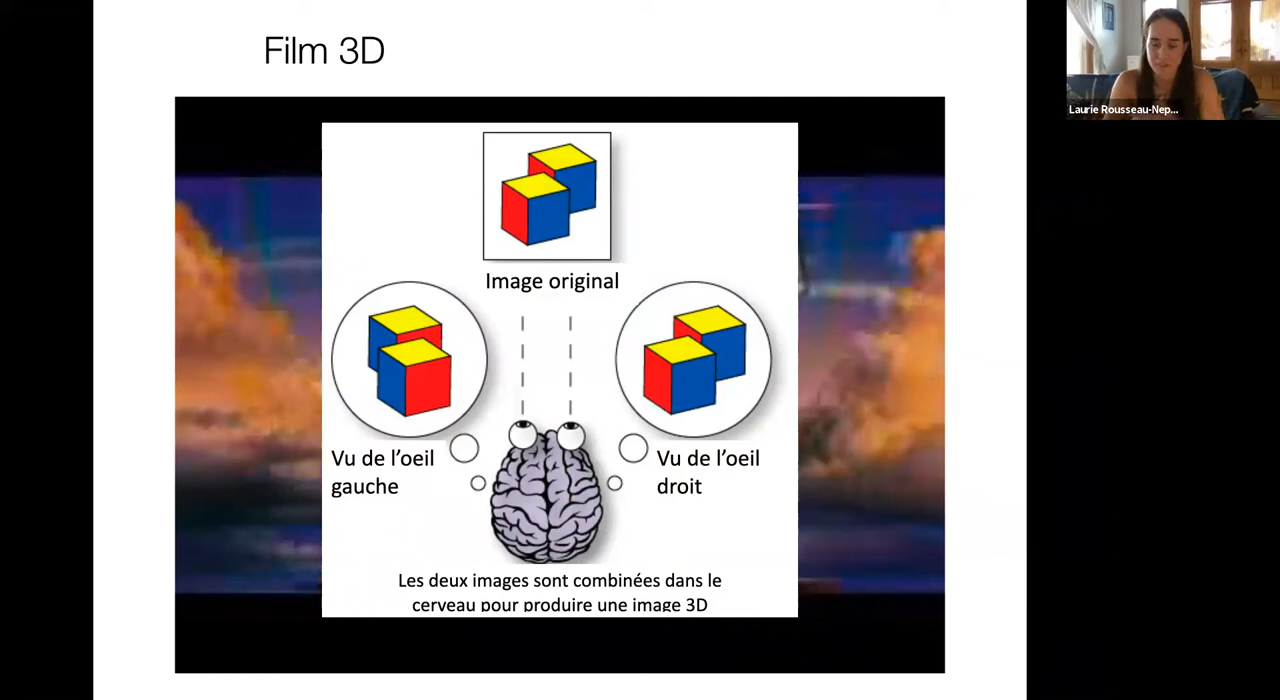 Film 3D
Laurie Rousseau-Nep...
Image original
Vu de l’oeil
gauche
Vu de l’oeil
droit
Les deux images sont combinées dans le
cerveau pour produire une image 3D